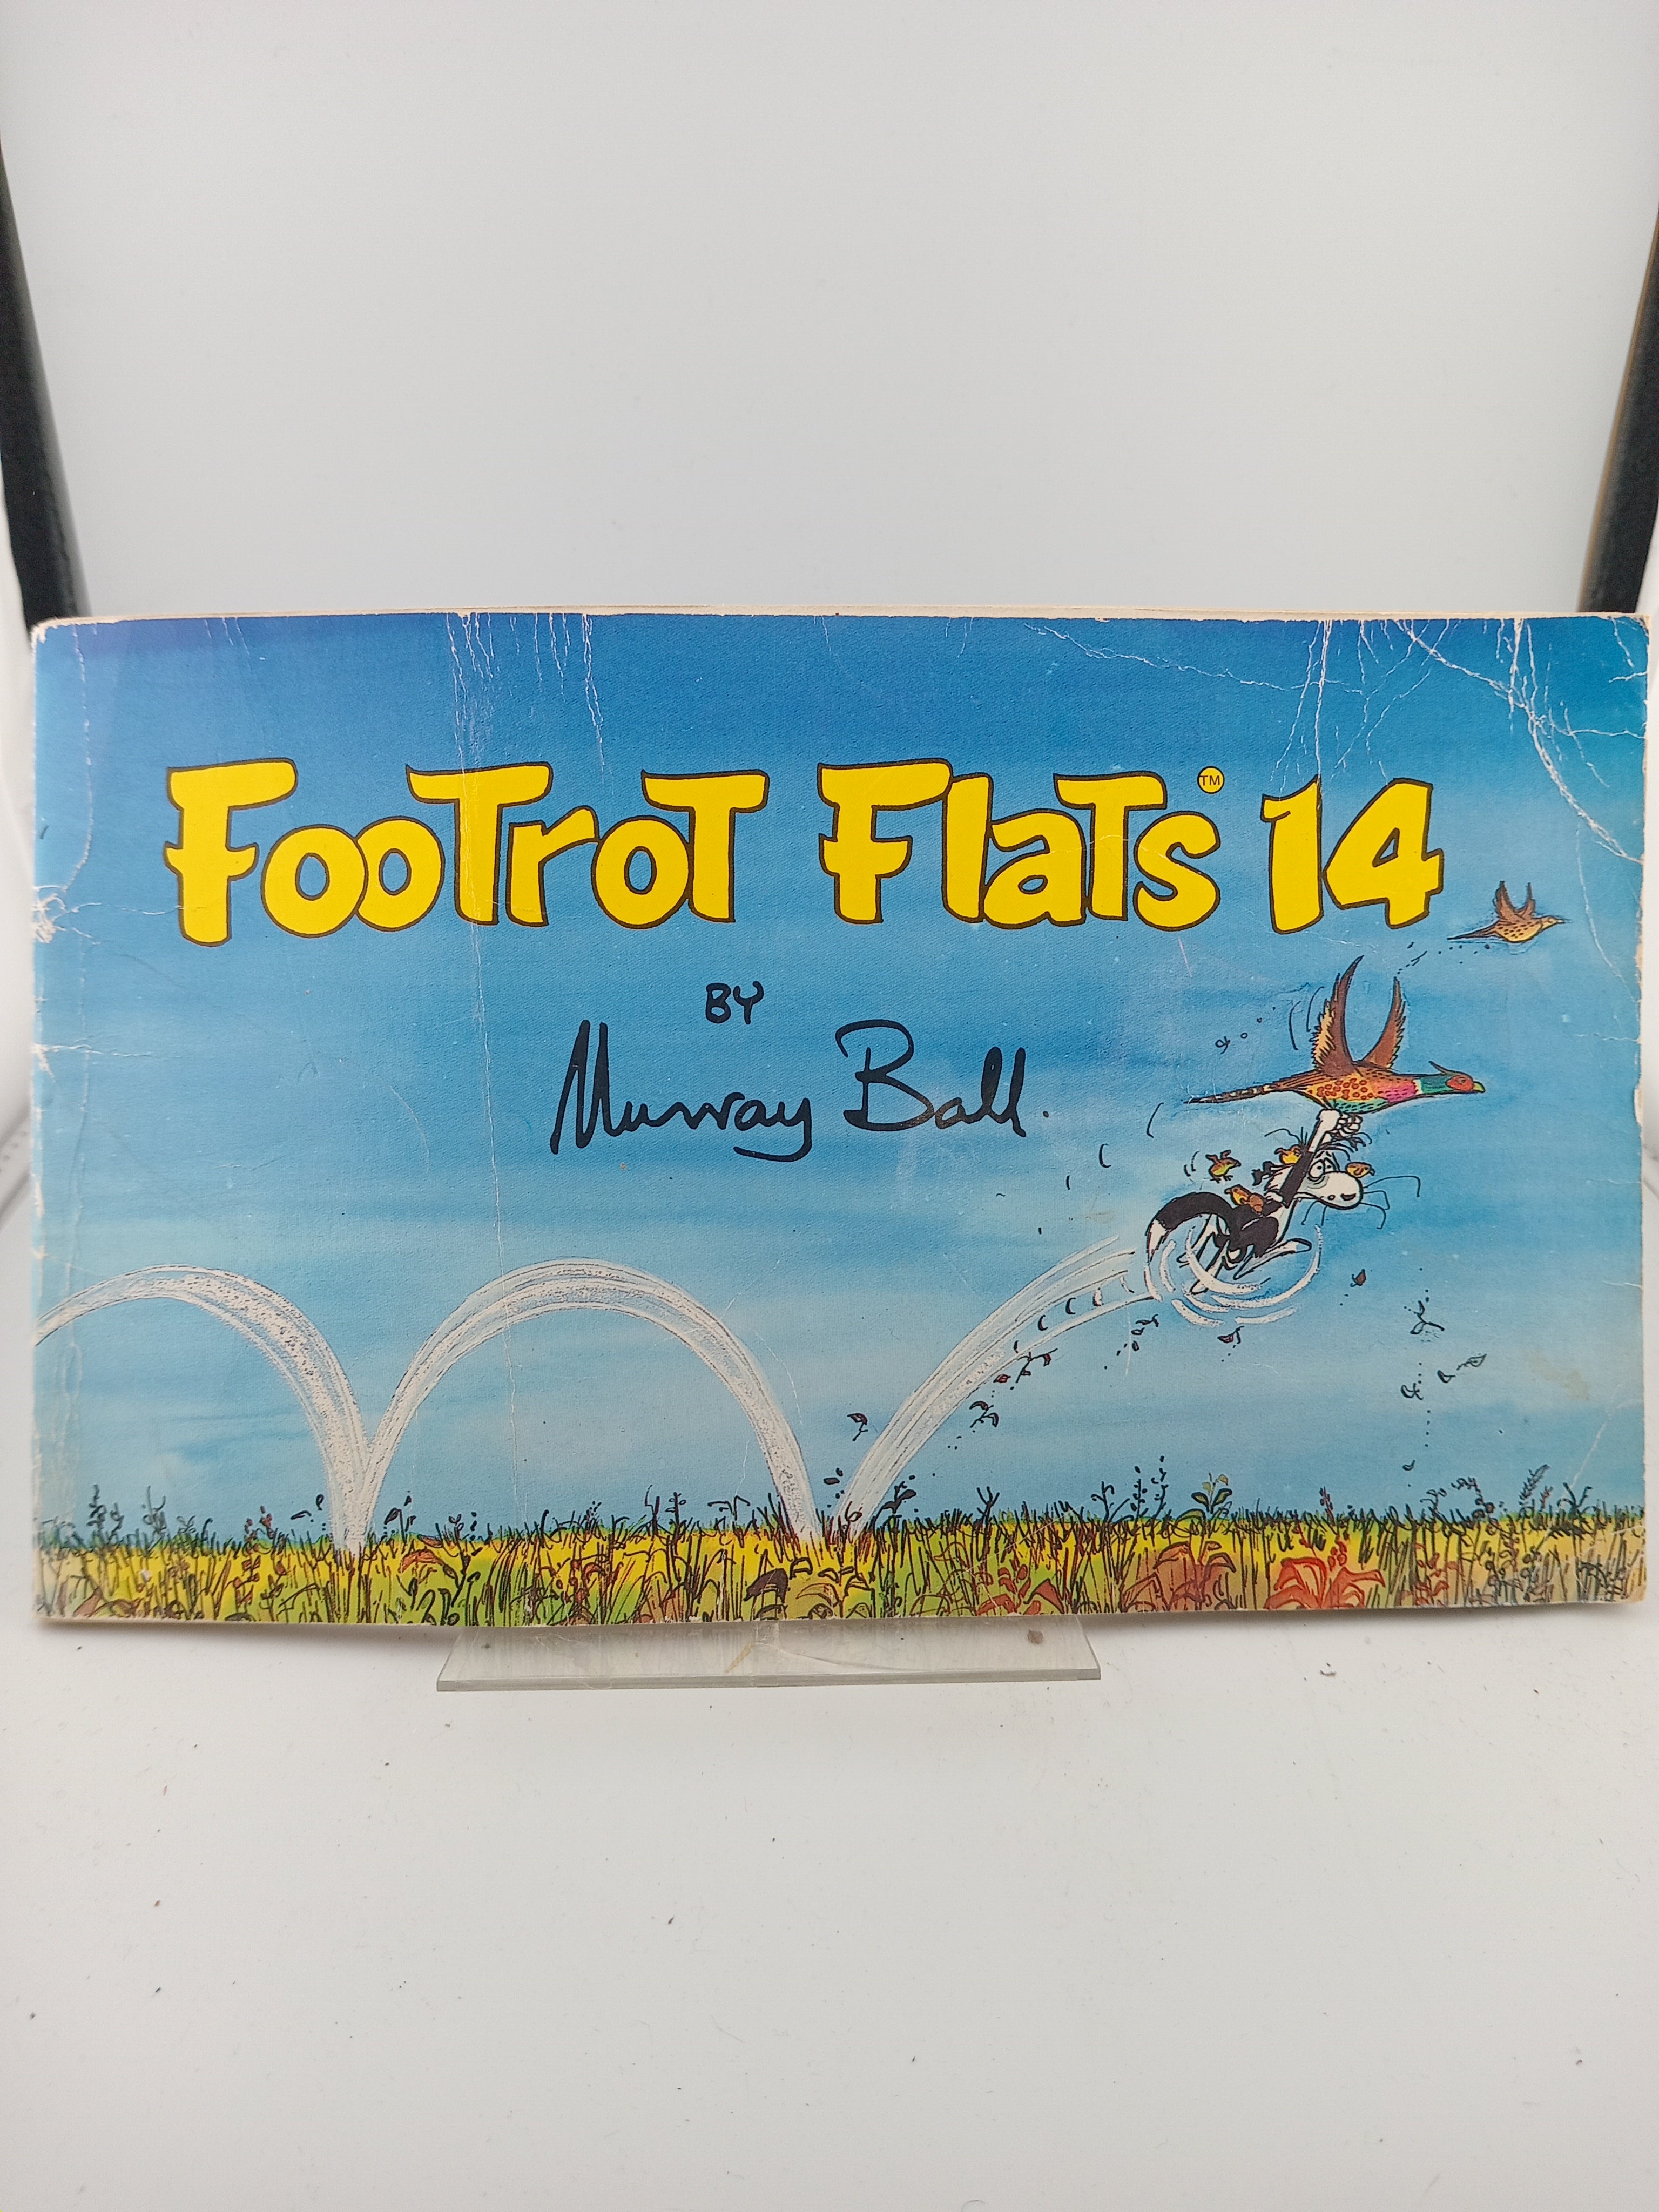 FooTroT FlaTs™ 14
BY
Murray Ball.